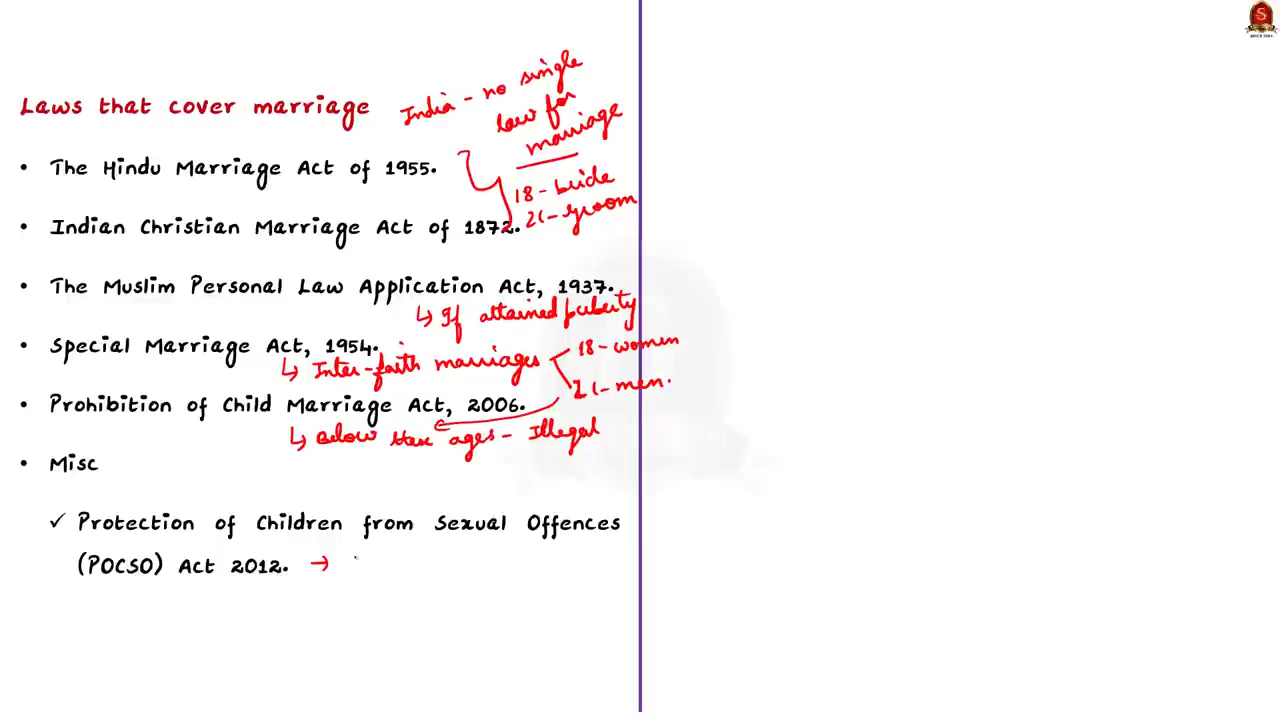 Laws that cover marriage
India - no single
law for
marriage
• The Hindu Marriage Act of 1955.
18 - bride
21 - groom
• Indian Christian Marriage Act of 1872.
• The Muslim Personal Law Application Act, 1937.
↳ If attained puberty
• Special Marriage Act, 1954.
↳ Inter-faith marriages
18 - women
21 - men.
• Prohibition of Child Marriage Act, 2006.
↳ Below these ages - Illegal
• Misc
✓ Protection of Children from Sexual Offences
(POCSO) Act 2012. →